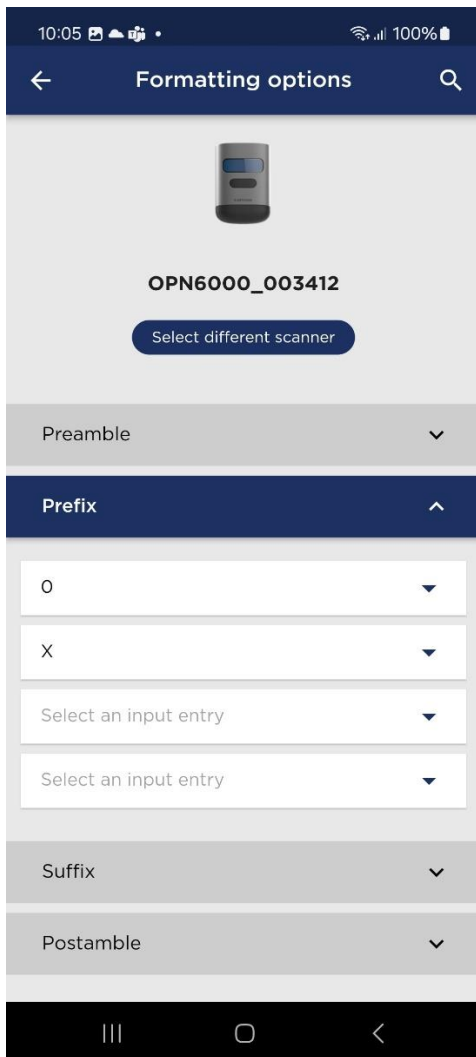 10:05
100%
Formatting options
OPN6000_003412
Select different scanner
Preamble
Prefix
0
X
Select an input entry
Select an input entry
Suffix
Postamble